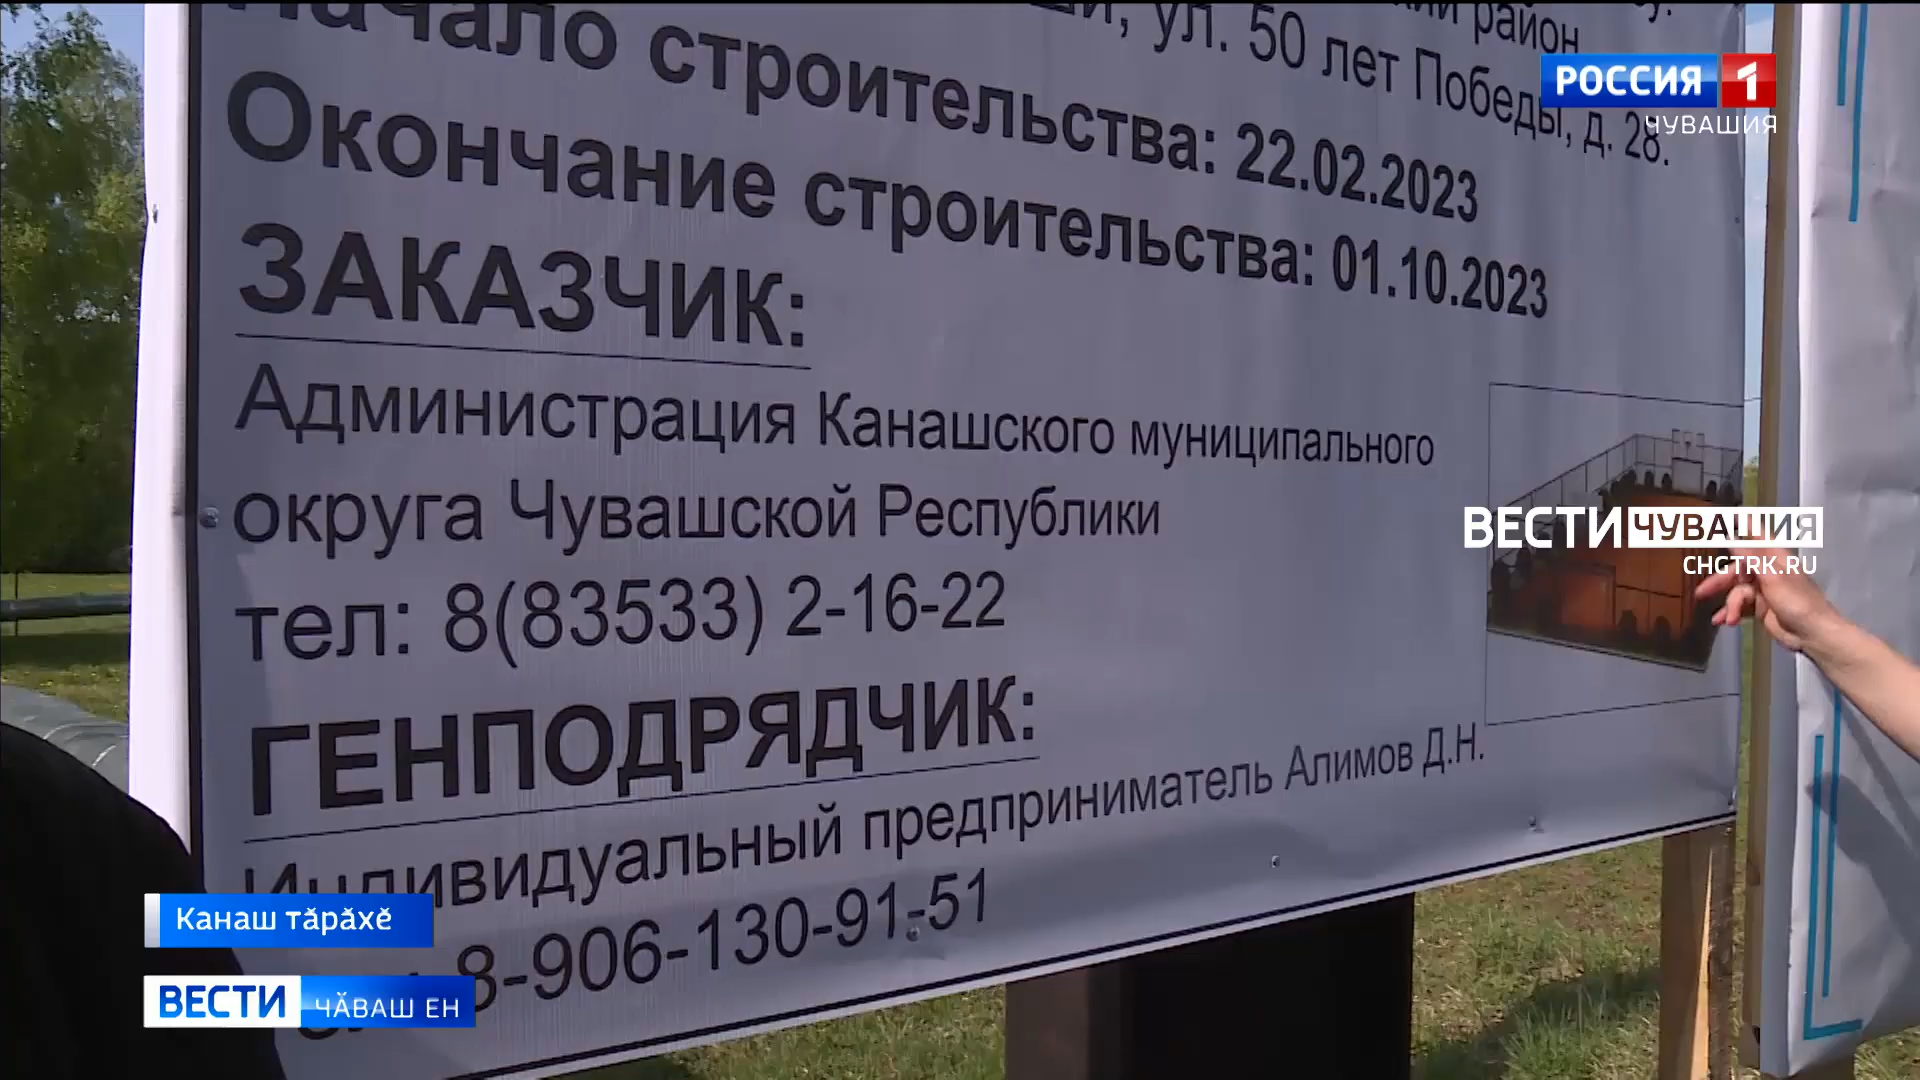 район
ул. 50 лет Победы, д. 28.
Начало строительства: 22.02.2023
Окончание строительства: 01.10.2023
ЗАКАЗЧИК:
Администрация Канашского муниципального
округа Чувашской Республики
тел: 8(83533) 2-16-22
ГЕНПОДРЯДЧИК:
Индивидуальный предприниматель Алимов Д.Н.
8-906-130-91-51
РОССИЯ 1
ЧУВАШИЯ
ВЕСТИ ЧУВАШИЯ
CHGTRK.RU
Канаш тӑрӑхӗ
ВЕСТИ ЧӐВАШ ЕН